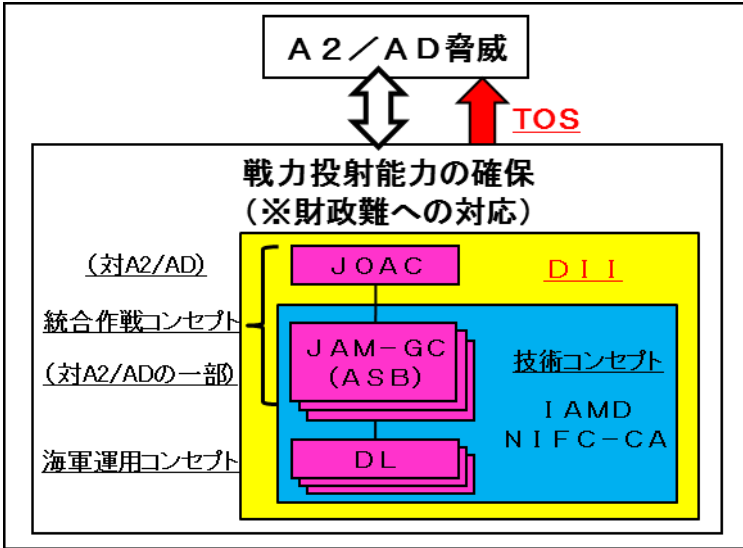 Ａ２／ＡＤ脅威
TOS
戦力投射能力の確保
（※財政難への対応）
（対A2/AD）
ＪＯＡＣ
ＤＩＩ
統合作戦コンセプト
ＪＡＭ－ＧＣ
（ＡＳＢ）
技術コンセプト
（対A2/ADの一部）
ＩＡＭＤ
ＮＩＦＣ－ＣＡ
海軍運用コンセプト
ＤＬ